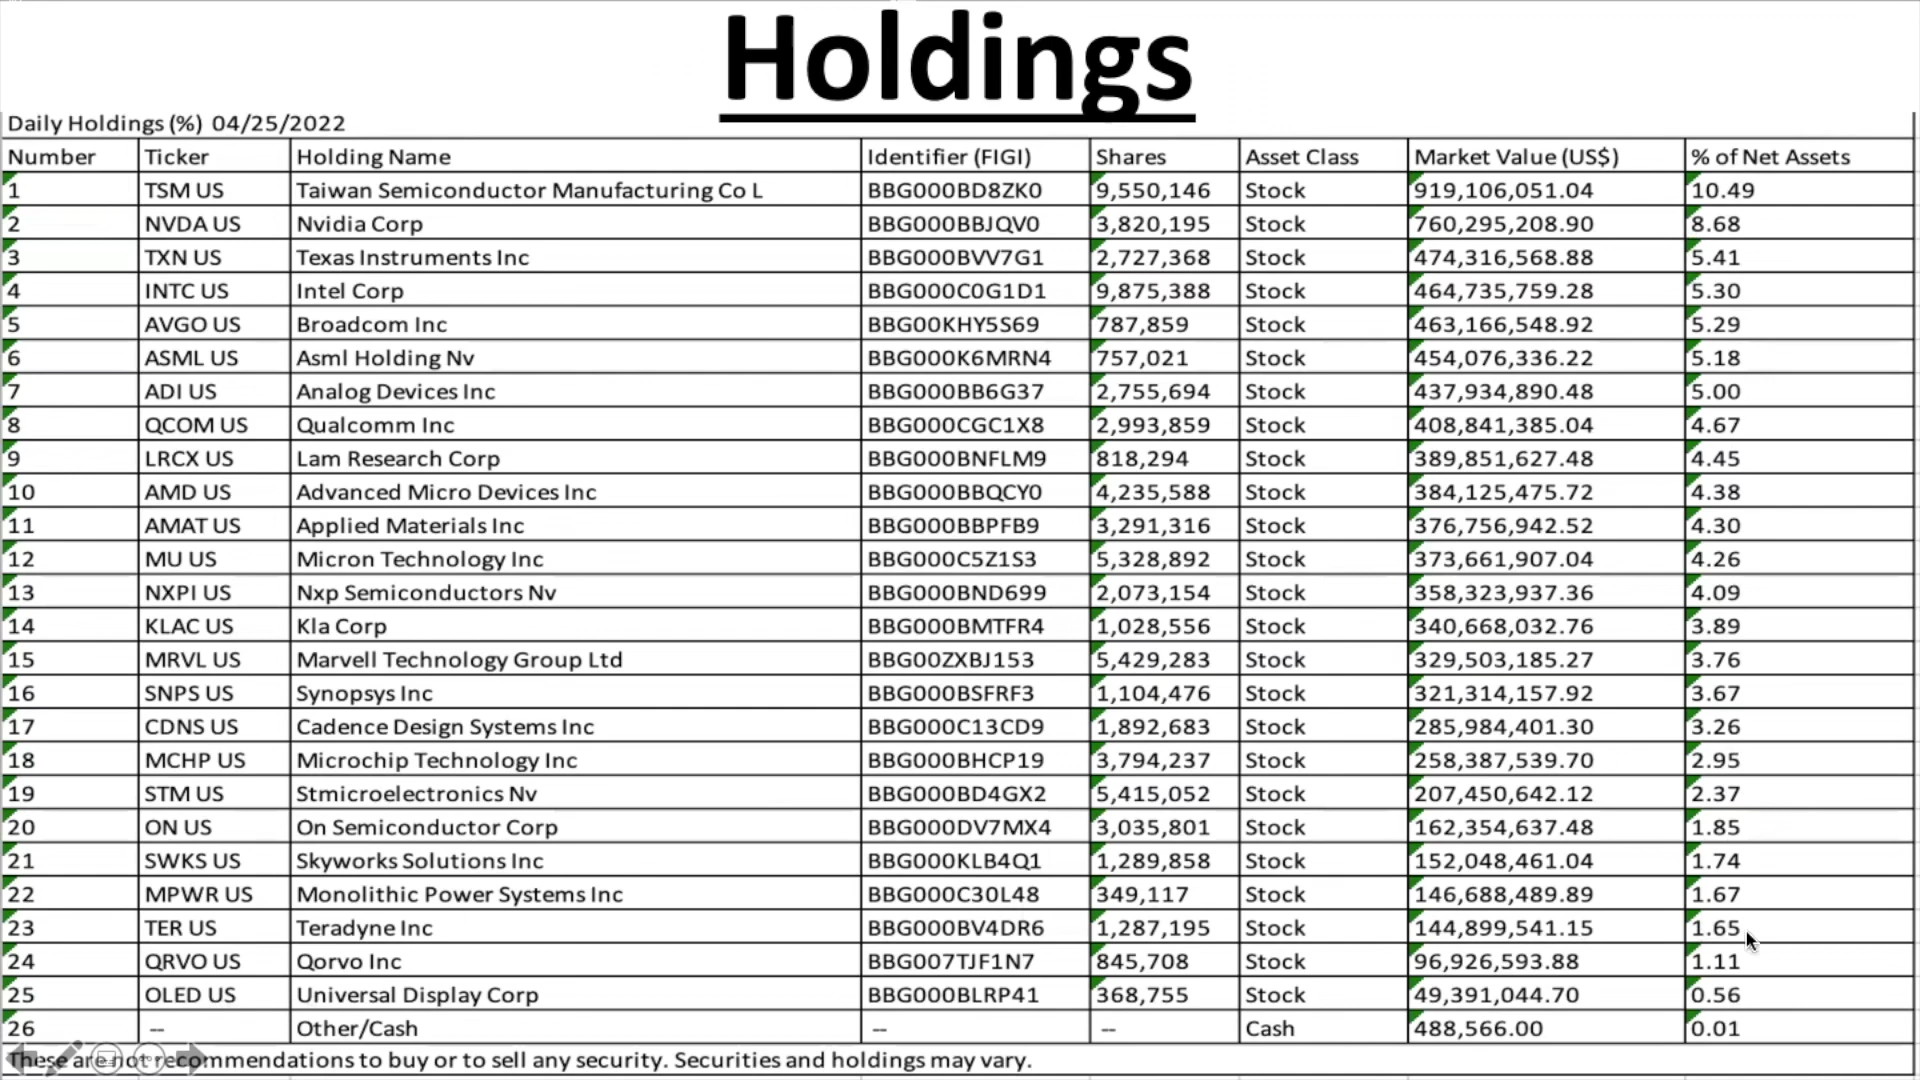 Holdings
Daily Holdings (%) 04/25/2022
Number Ticker Holding Name Identifier (FIGI) Shares Asset Class Market Value (US$) % of Net Assets
1 TSM US Taiwan Semiconductor Manufacturing Co L BBG000BD8ZK0 9,550,146 Stock 919,106,051.04 10.49
2 NVDA US Nvidia Corp BBG000BBJQV0 3,820,195 Stock 760,295,208.90 8.68
3 TXN US Texas Instruments Inc BBG000BVV7G1 2,727,368 Stock 474,316,568.88 5.41
4 INTC US Intel Corp BBG000C0G1D1 9,875,388 Stock 464,735,759.28 5.30
5 AVGO US Broadcom Inc BBG00KHY5S69 787,859 Stock 463,166,548.92 5.29
6 ASML US Asml Holding Nv BBG000K6MRN4 757,021 Stock 454,076,336.22 5.18
7 ADI US Analog Devices Inc BBG000BB6G37 2,755,694 Stock 437,934,890.48 5.00
8 QCOM US Qualcomm Inc BBG000CGC1X8 2,993,859 Stock 408,841,385.04 4.67
9 LRCX US Lam Research Corp BBG000BNFLM9 818,294 Stock 389,851,627.48 4.45
10 AMD US Advanced Micro Devices Inc BBG000BBQCY0 4,235,588 Stock 384,125,475.72 4.38
11 AMAT US Applied Materials Inc BBG000BBPFB9 3,291,316 Stock 376,756,942.52 4.30
12 MU US Micron Technology Inc BBG000C5Z1S3 5,328,892 Stock 373,661,907.04 4.26
13 NXPI US Nxp Semiconductors Nv BBG000BND699 2,073,154 Stock 358,323,937.36 4.09
14 KLAC US Kla Corp BBG000BMTFR4 1,028,556 Stock 340,668,032.76 3.89
15 MRVL US Marvell Technology Group Ltd BBG00ZXBJ153 5,429,283 Stock 329,503,185.27 3.76
16 SNPS US Synopsys Inc BBG000BSFRF3 1,104,476 Stock 321,314,157.92 3.67
17 CDNS US Cadence Design Systems Inc BBG000C13CD9 1,892,683 Stock 285,984,401.30 3.26
18 MCHP US Microchip Technology Inc BBG000BHCP19 3,794,237 Stock 258,387,539.70 2.95
19 STM US Stmicroelectronics Nv BBG000BD4GX2 5,415,052 Stock 207,450,642.12 2.37
20 ON US On Semiconductor Corp BBG000DV7MX4 3,035,801 Stock 162,354,637.48 1.85
21 SWKS US Skyworks Solutions Inc BBG000KLB4Q1 1,289,858 Stock 152,048,461.04 1.74
22 MPWR US Monolithic Power Systems Inc BBG000C30L48 349,117 Stock 146,688,489.89 1.67
23 TER US Teradyne Inc BBG000BV4DR6 1,287,195 Stock 144,899,541.15 1.65
24 QRVO US Qorvo Inc BBG007TJF1N7 845,708 Stock 96,926,593.88 1.11
25 OLED US Universal Display Corp BBG000BLRP41 368,755 Stock 49,391,044.70 0.56
26 -- Other/Cash -- -- Cash 488,566.00 0.01
These are not recommendations to buy or to sell any security. Securities and holdings may vary.